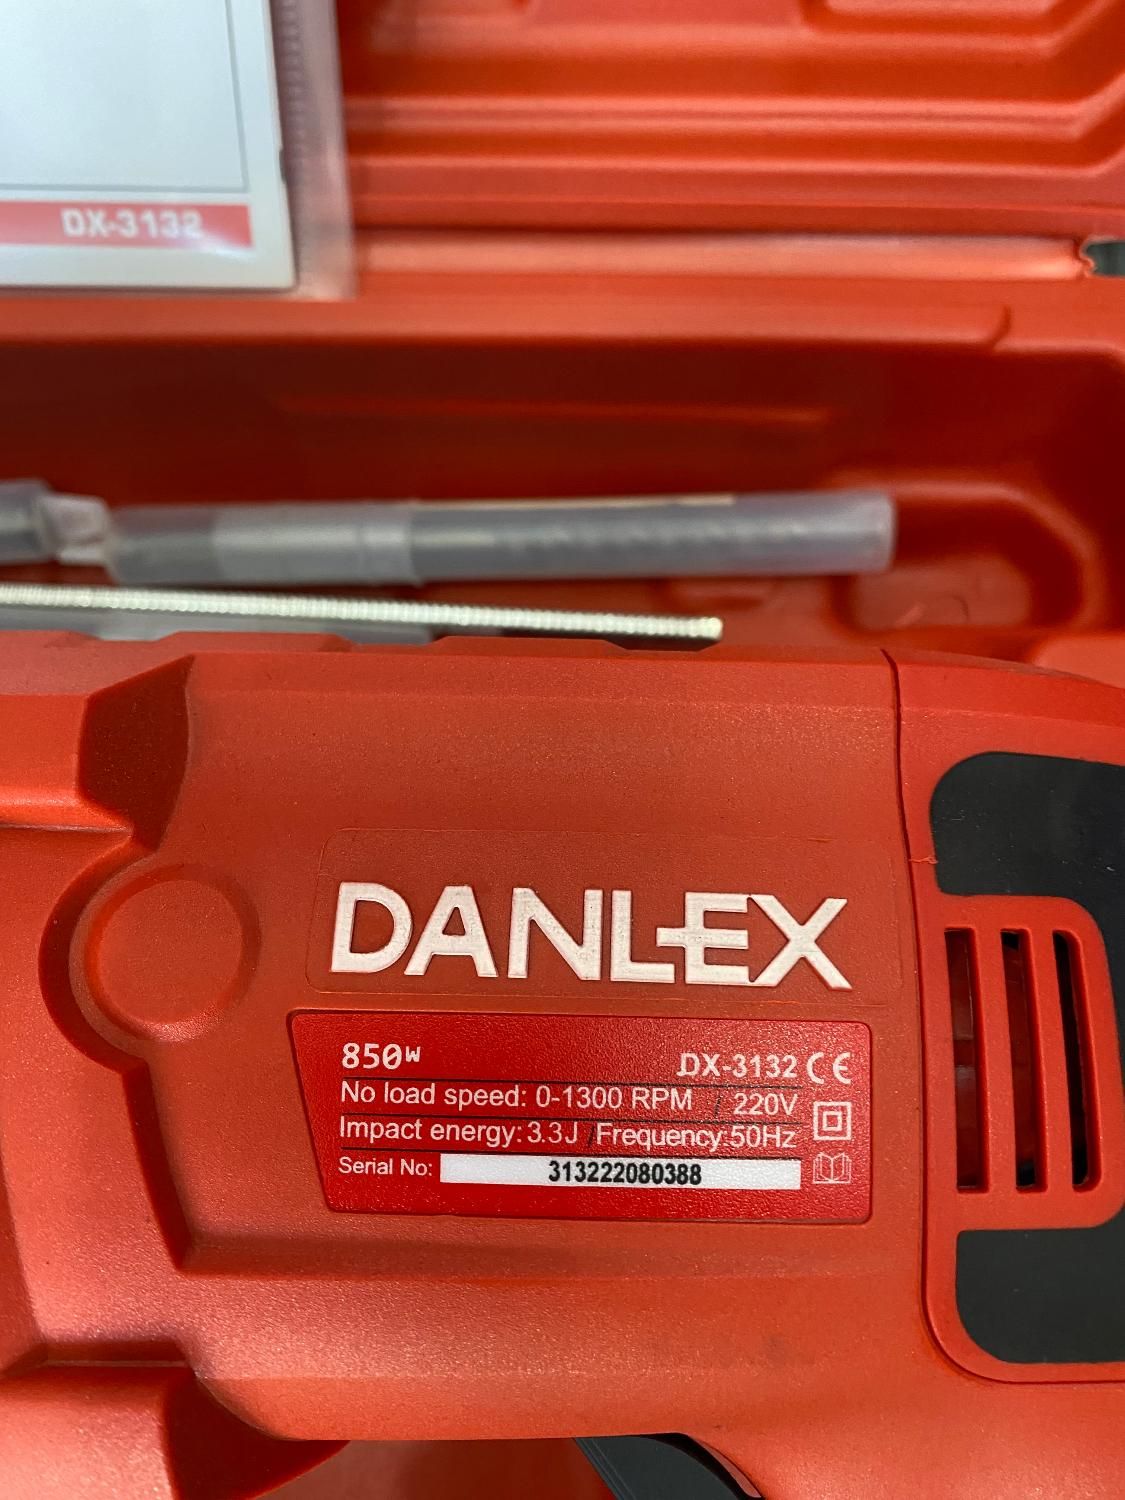 DX-3132
DANLEX
850W DX-3132 CE
No load speed: 0-1300 RPM / 220V
Impact energy: 3.3J / Frequency: 50Hz
Serial No: 313222080388